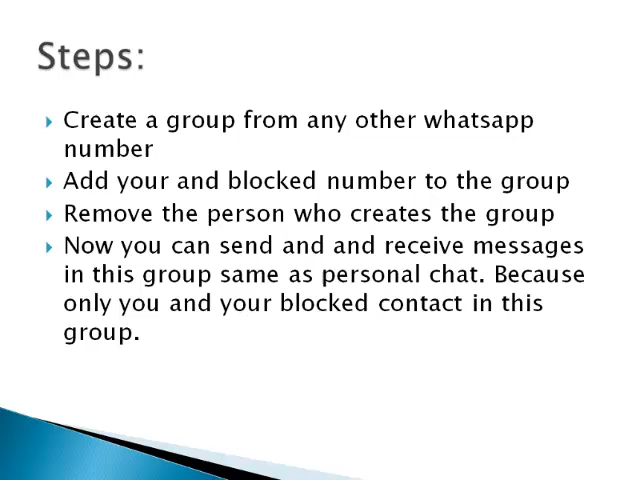 Steps:
Create a group from any other whatsapp
number
Add your and blocked number to the group
Remove the person who creates the group
Now you can send and and receive messages
in this group same as personal chat. Because
only you and your blocked contact in this
group.